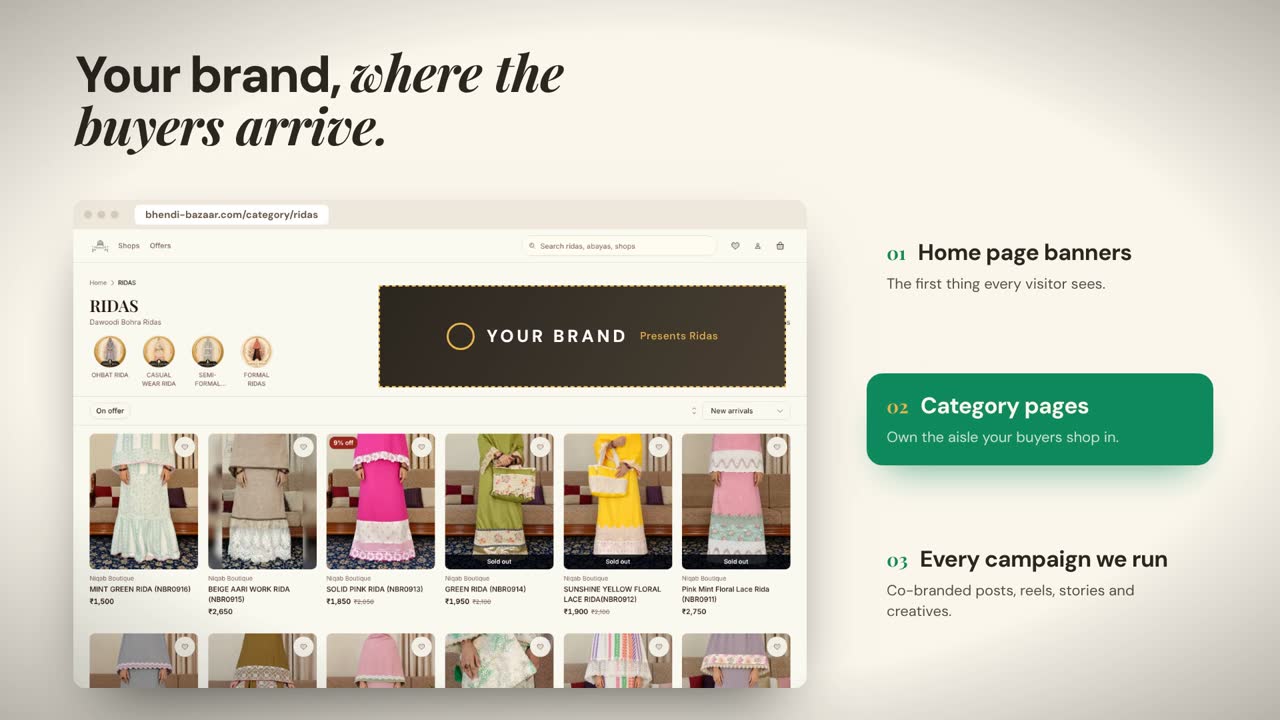 Your brand, where the
buyers arrive.
bhendi-bazaar.com/category/ridas
Shops Offers
Search ridas, abayas, shops
Home > RIDAS
RIDAS
Dawoodi Bohra Ridas
OHBAT RIDA
CASUAL
WEAR RIDA
SEMI-
FORMAL...
FORMAL
RIDAS
YOUR BRAND Presents Ridas
On offer
New arrivals
9% off
Sold out
Sold out
Sold out
Niqab Boutique
MINT GREEN RIDA (NBR0916)
₹1,500
Niqab Boutique
BEIGE AARI WORK RIDA
(NBR0915)
₹2,650
Niqab Boutique
SOLID PINK RIDA (NBR0913)
₹1,850 ₹2,050
Niqab Boutique
GREEN RIDA (NBR0914)
₹1,950 ₹2,100
Niqab Boutique
SUNSHINE YELLOW FLORAL
LACE RIDA(NBR0912)
₹1,900 ₹2,100
Niqab Boutique
Pink Mint Floral Lace Rida
(NBR0911)
₹2,750
01 Home page banners
The first thing every visitor sees.
02 Category pages
Own the aisle your buyers shop in.
03 Every campaign we run
Co-branded posts, reels, stories and
creatives.